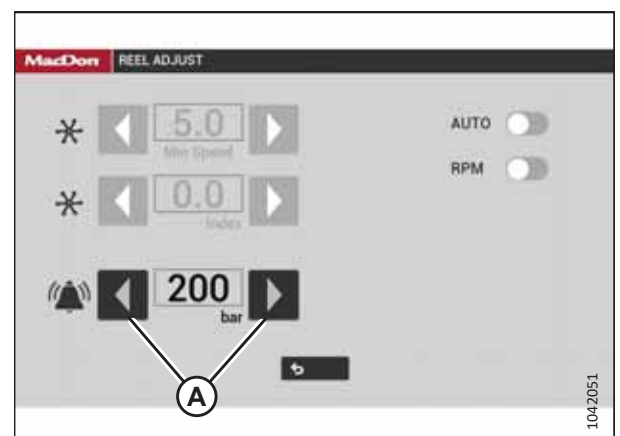 MacDon REEL ADJUST
5.0
Min Speed
AUTO
RPM
0.0
Index
200
bar
A
1042051